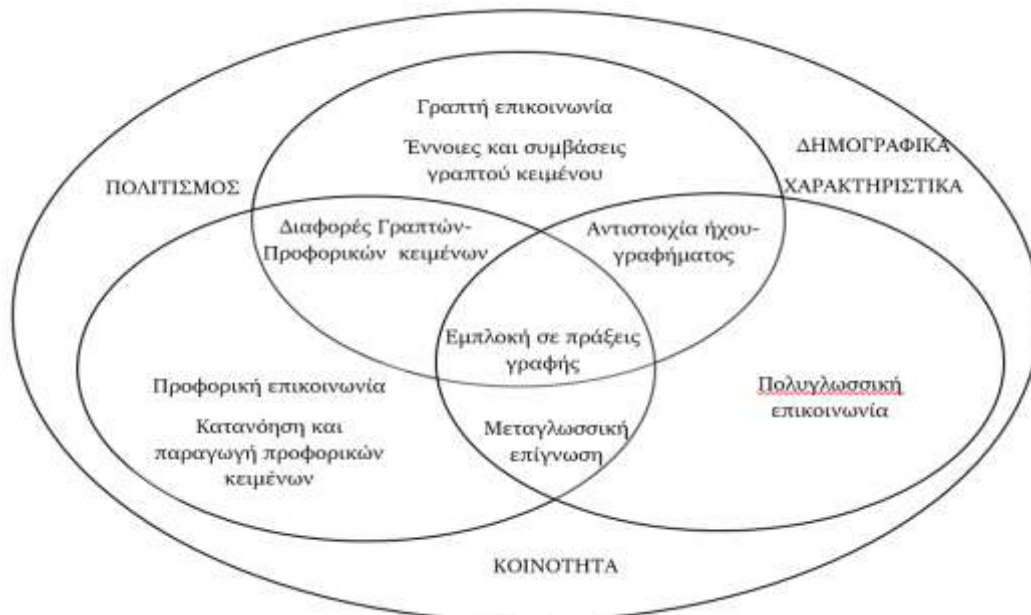 Γραπτή επικοινωνία
Έννοιες και συμβάσεις
γραπτού κειμένου
ΔΗΜΟΓΡΑΦΙΚΑ
ΧΑΡΑΚΤΗΡΙΣΤΙΚΑ
ΠΟΛΙΤΙΣΜΟΣ
Διαφορές Γραπτών-
Προφορικών κειμένων
Αντιστοιχία ήχου-
γραφήματος
Εμπλοκή σε πράξεις
γραφής
Προφορική επικοινωνία
Κατανόηση και
παραγωγή προφορικών
κειμένων
Μεταγλωσσική
επίγνωση
Πολυγλωσσική
επικοινωνία
ΚΟΙΝΟΤΗΤΑ